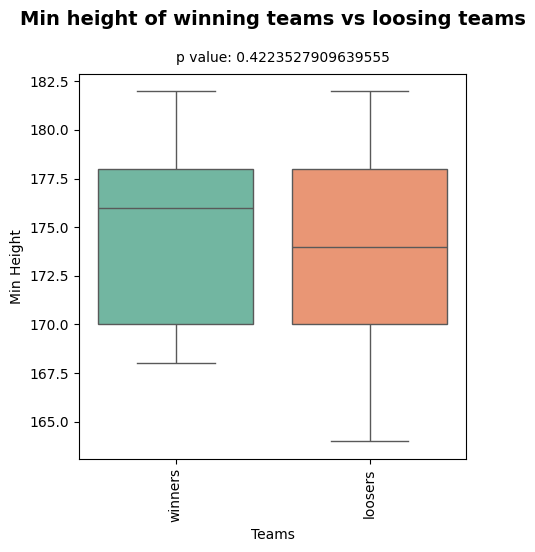 Min height of winning teams vs loosing teams
p value: 0.4223527909639555
182.5
180.0
177.5
175.0
172.5
170.0
167.5
165.0
Min Height
winners
loosers
Teams